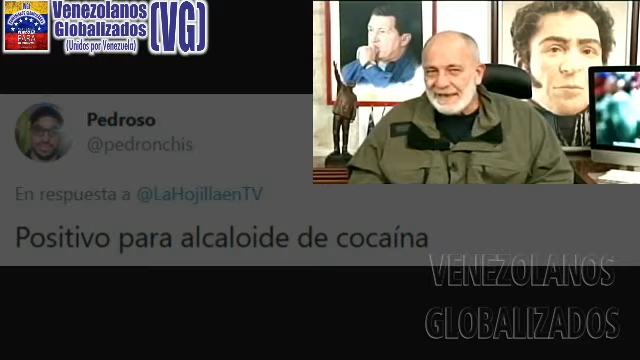 Venezolanos
Globalizados
(Unidos por Venezuela)
(VG)
Pedroso
@pedronchis
En respuesta a @LaHojillaenTV
Positivo para alcaloide de cocaína
VENEZOLANOS
GLOBALIZADOS